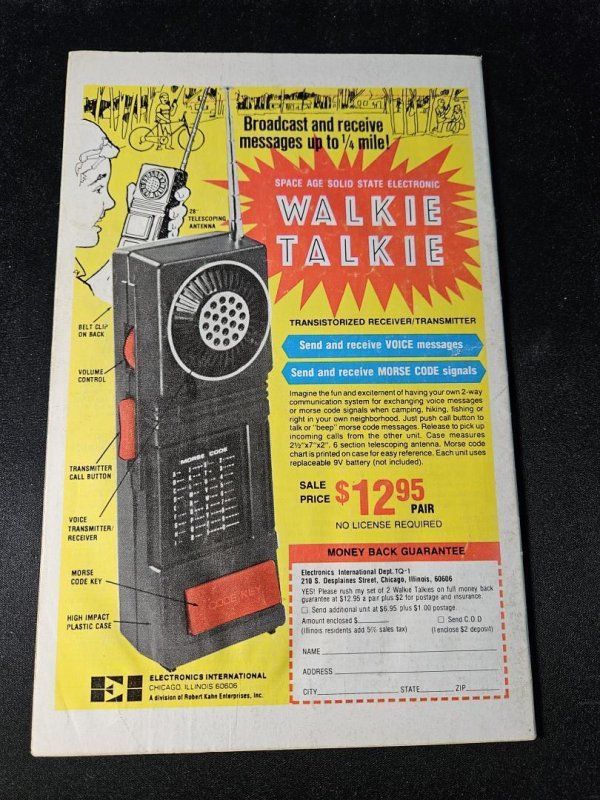 Broadcast and receive
messages up to 1/4 mile!
SPACE AGE SOLID STATE ELECTRONIC
WALKIE
TALKIE
28"
TELESCOPING
ANTENNA
TRANSISTORIZED RECEIVER/TRANSMITTER
Send and receive VOICE messages
Send and receive MORSE CODE signals
Imagine the fun and excitement of having your own 2-way
communication system for exchanging voice messages
or morse code signals when camping, hiking, fishing or
right in your own neighborhood. Just push call button to
talk or "beep" morse code messages. Release to pick up
incoming calls from the other unit. Case measures
2½"x7"x2". 6 section telescoping antenna. Morse code
chart is printed on case for easy reference. Each unit uses
replaceable 9V battery (not included).
BELT CLIP
ON BACK
VOLUME
CONTROL
TRANSMITTER
CALL BUTTON
VOICE
TRANSMITTER/
RECEIVER
MORSE
CODE KEY
HIGH IMPACT
PLASTIC CASE
MORSE CODE
CODE KEY
SALE
PRICE $12.95
PAIR
NO LICENSE REQUIRED
MONEY BACK GUARANTEE
Electronics International Dept. TQ-1
210 S. Desplaines Street, Chicago, Illinois, 60606
YES! Please rush my set of 2 Walkie Talkies on full money back
guarantee at $12.95 a pair plus $2 for postage and insurance.
Send additional unit at $6.95 plus $1.00 postage.
Amount enclosed $ Send C.O.D
(Illinois residents add 5% sales tax) (I enclose $2 deposit)
NAME
ADDRESS
CITY STATE ZIP
EI
ELECTRONICS INTERNATIONAL
CHICAGO, ILLINOIS 60606
A division of Robert Kahn Enterprises, Inc.